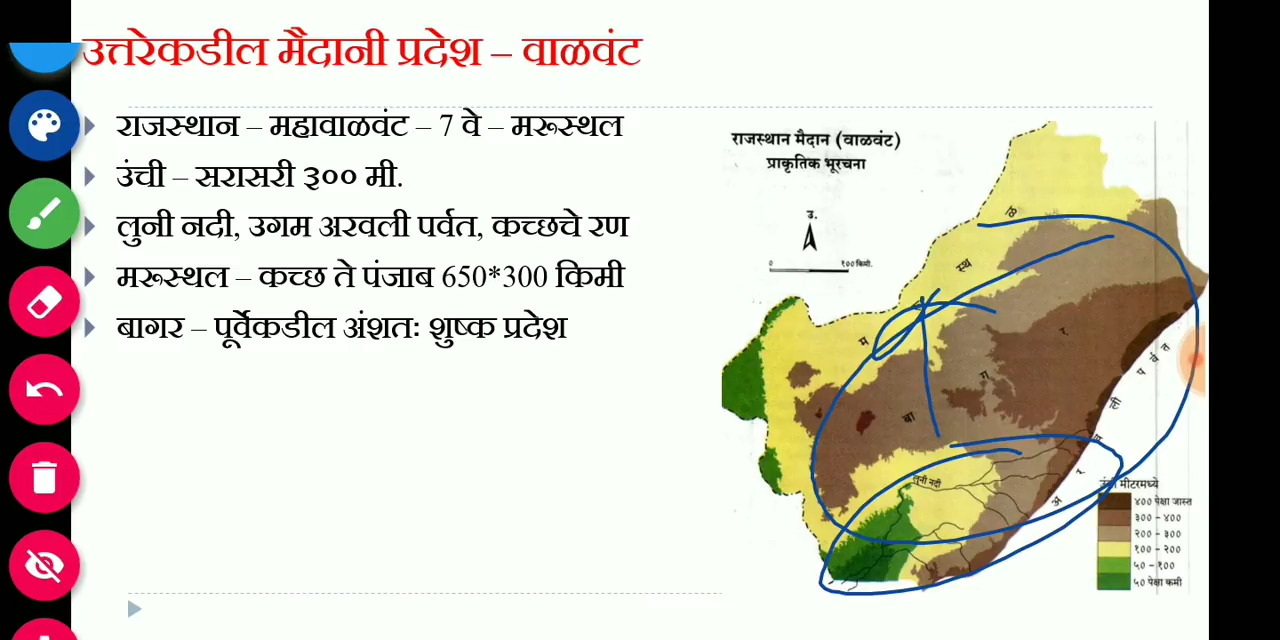 उत्तरेकडील मैदानी प्रदेश – वाळवंट
राजस्थान – महावाळवंट – 7 वे – मरूस्थल
उंची – सरासरी ३०० मी.
लुनी नदी, उगम अरवली पर्वत, कच्छचे रण
मरूस्थल – कच्छ ते पंजाब 650*300 किमी
बागर – पूर्वेकडील अंशतः शुष्क प्रदेश
राजस्थान मैदान (वाळवंट)
प्राकृतिक भूरचना
उ.
० १०० किमी.
म स्थ ळि
बा ग र
लुनी नदी
अ र ली प र्व त
उंची मीटरमध्ये
४०० पेक्षा जास्त
३०० – ४००
२०० – ३००
१०० – २००
५० – १००
५० पेक्षा कमी